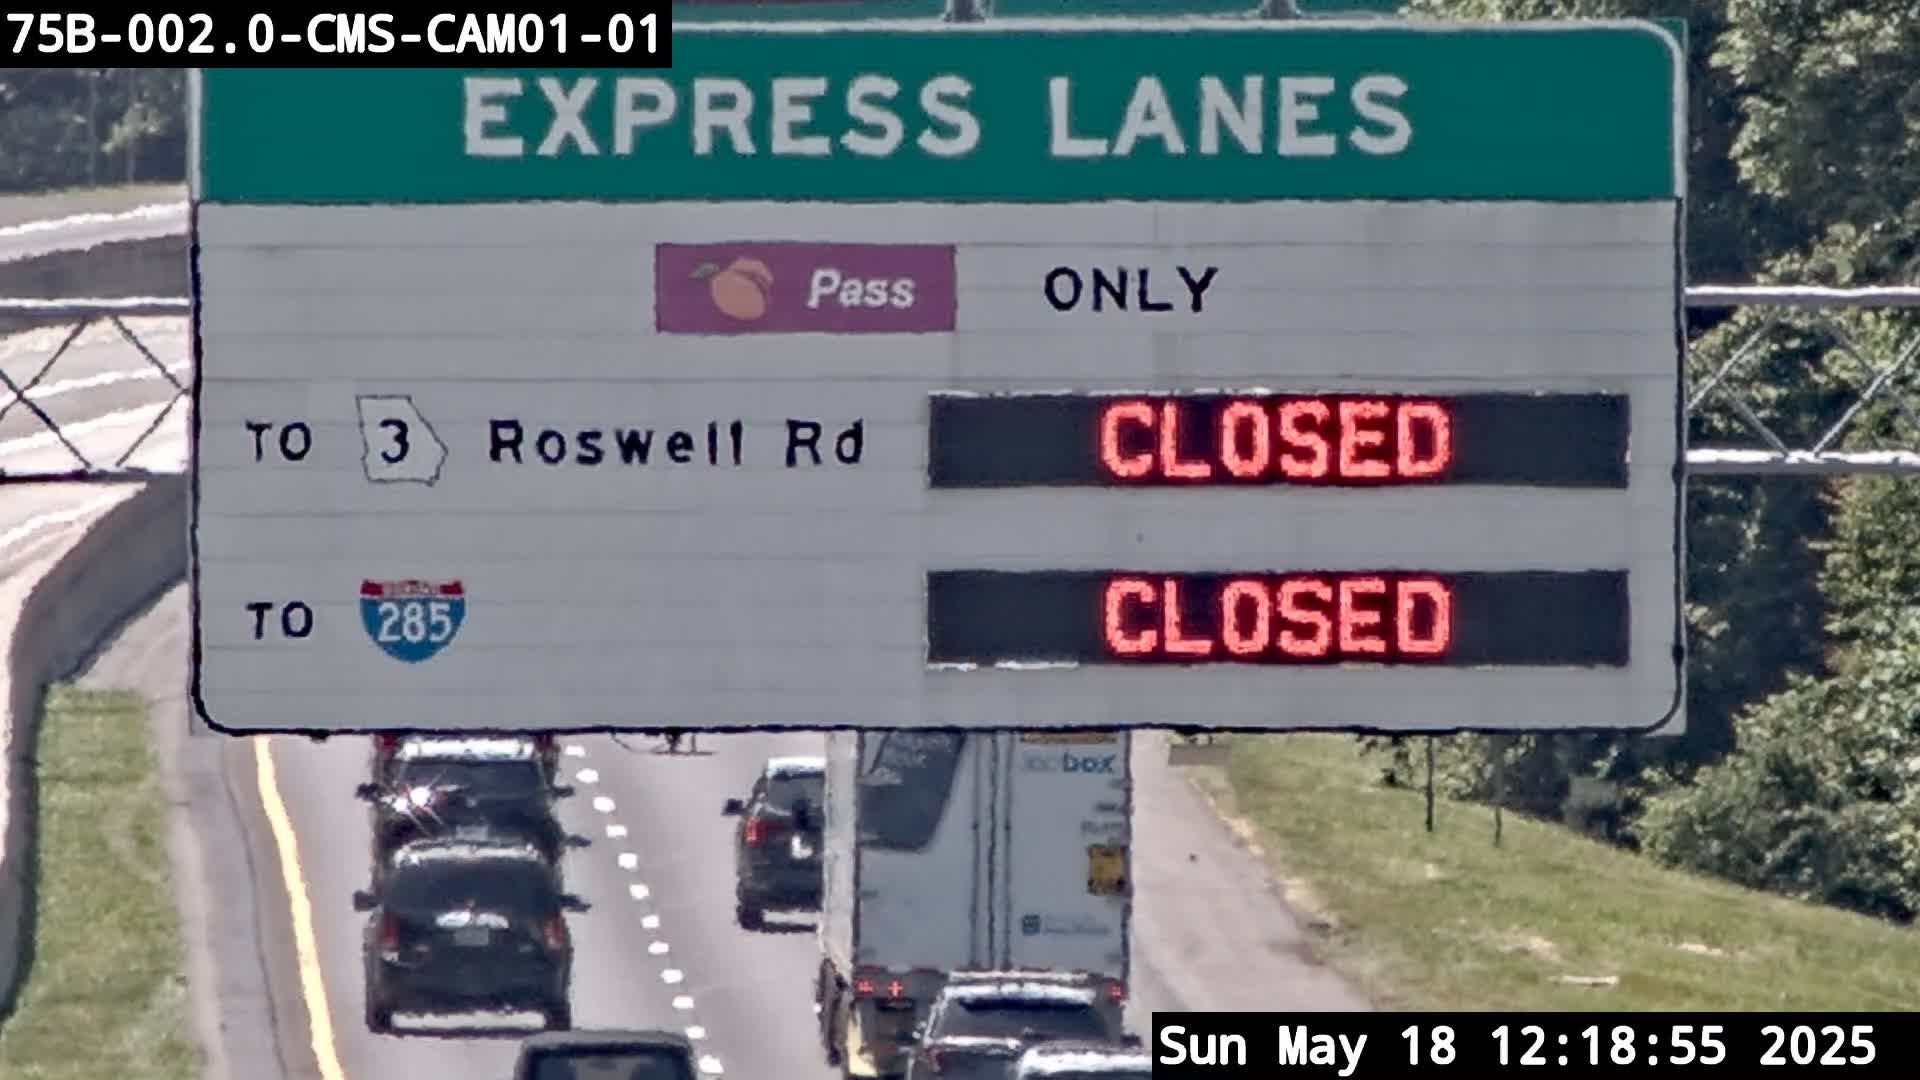 75B-002.0-CMS-CAM01-01
EXPRESS LANES
Pass ONLY
TO 3 Roswell Rd CLOSED
TO 285 CLOSED
box
Sun May 18 12:18:55 2025